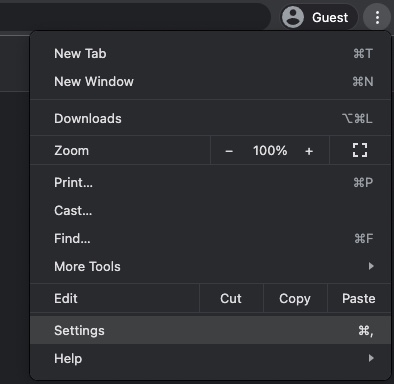 Guest
New Tab ⌘T
New Window ⌘N
Downloads ⌥⌘L
Zoom − 100% +
Print... ⌘P
Cast...
Find... ⌘F
More Tools
Edit Cut Copy Paste
Settings ⌘,
Help